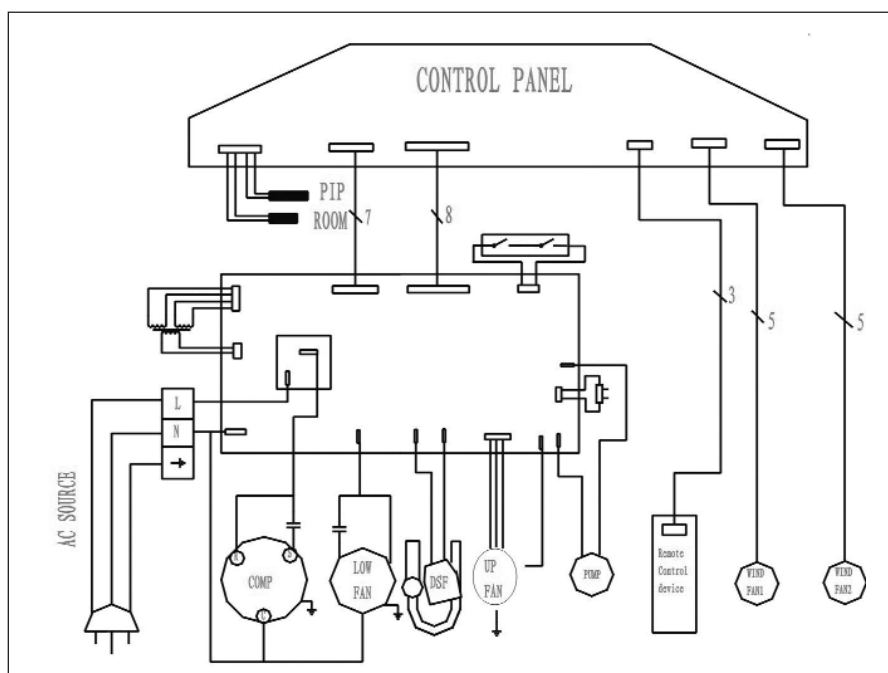 CONTROL PANEL
PIP
ROOM
7
8
3
5
5
L
N
AC SOURCE
R
S
C
COMP
LOW
FAN
DSF
UP
FAN
PUMP
Remote
Control
device
WIND
FAN1
WIND
FAN2